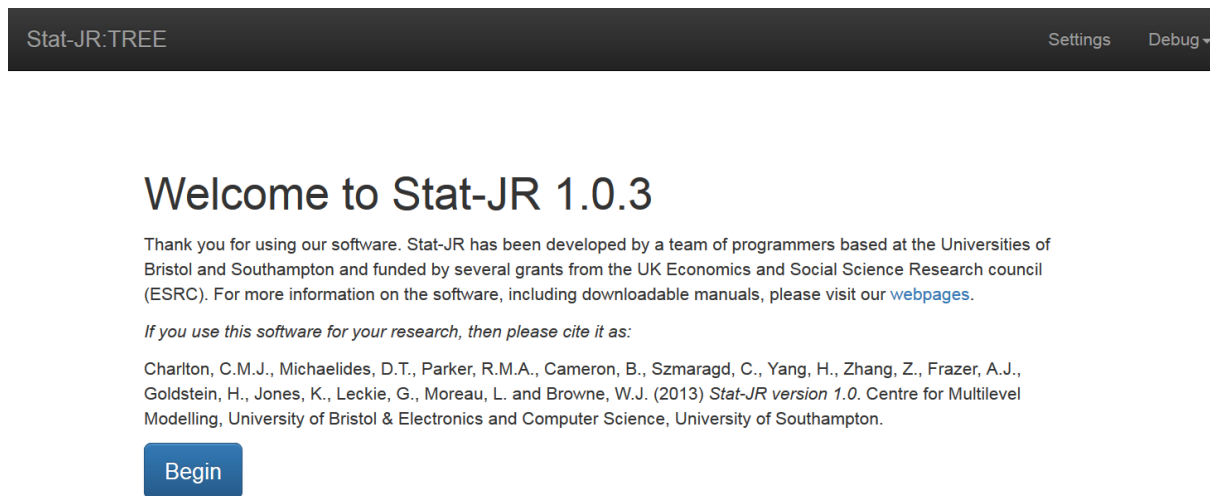 Stat-JR:TREE Settings Debug
Welcome to Stat-JR 1.0.3
Thank you for using our software. Stat-JR has been developed by a team of programmers based at the Universities of
Bristol and Southampton and funded by several grants from the UK Economics and Social Science Research council
(ESRC). For more information on the software, including downloadable manuals, please visit our webpages.
If you use this software for your research, then please cite it as:
Charlton, C.M.J., Michaelides, D.T., Parker, R.M.A., Cameron, B., Szmaragd, C., Yang, H., Zhang, Z., Frazer, A.J.,
Goldstein, H., Jones, K., Leckie, G., Moreau, L. and Browne, W.J. (2013) Stat-JR version 1.0. Centre for Multilevel
Modelling, University of Bristol & Electronics and Computer Science, University of Southampton.
Begin